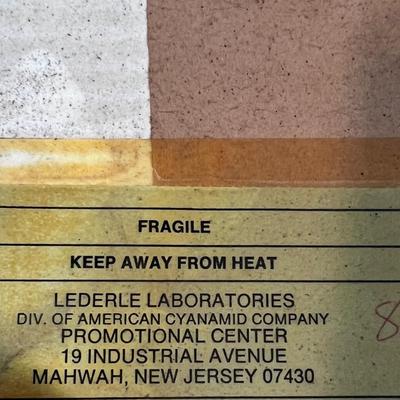 FRAGILE
KEEP AWAY FROM HEAT
LEDERLE LABORATORIES
DIV. OF AMERICAN CYANAMID COMPANY
PROMOTIONAL CENTER
19 INDUSTRIAL AVENUE
MAHWAH, NEW JERSEY 07430